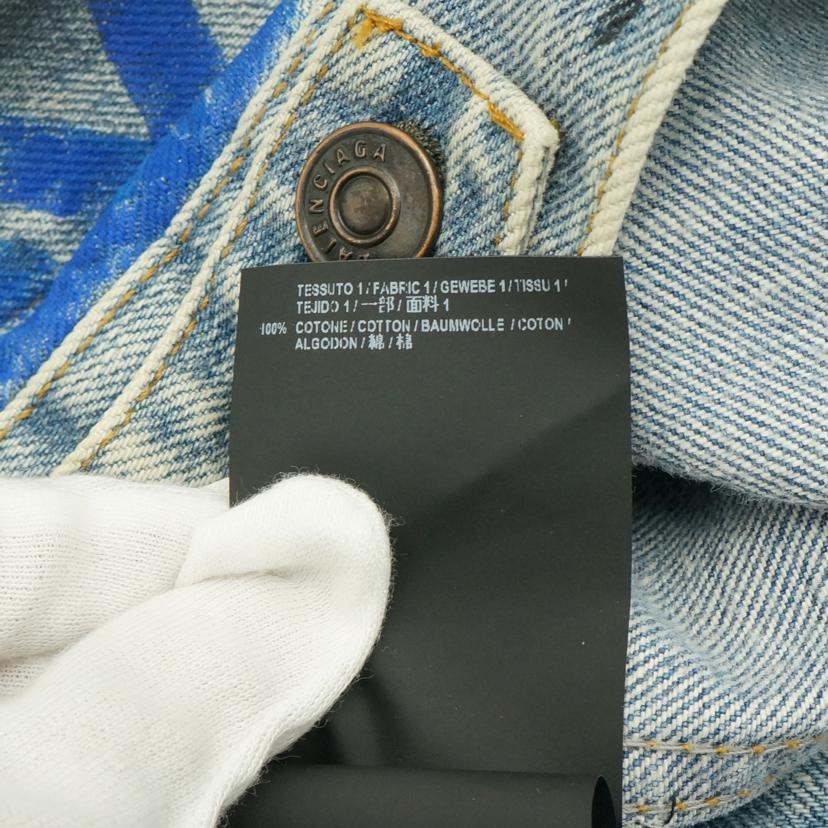 BALENCIAGA
TESSUTO 1 / FABRIC 1 / GEWEBE 1 / TISSU 1 /
TEJIDO 1 / 一部 / 面料 1
100% COTONE / COTTON / BAUMWOLLE / COTON /
ALGODON / 綿 / 棉